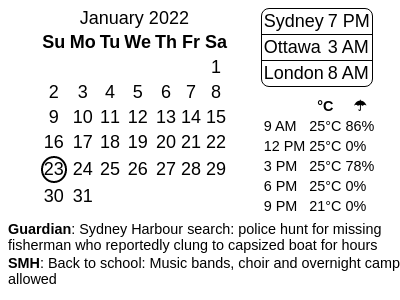 January 2022
Su Mo Tu We Th Fr Sa
1
2 3 4 5 6 7 8
9 10 11 12 13 14 15
16 17 18 19 20 21 22
23 24 25 26 27 28 29
30 31
Sydney 7 PM
Ottawa 3 AM
London 8 AM
°C ☂
9 AM 25°C 86%
12 PM 25°C 0%
3 PM 25°C 78%
6 PM 25°C 0%
9 PM 21°C 0%
Guardian: Sydney Harbour search: police hunt for missing
fisherman who reportedly clung to capsized boat for hours
SMH: Back to school: Music bands, choir and overnight camp
allowed